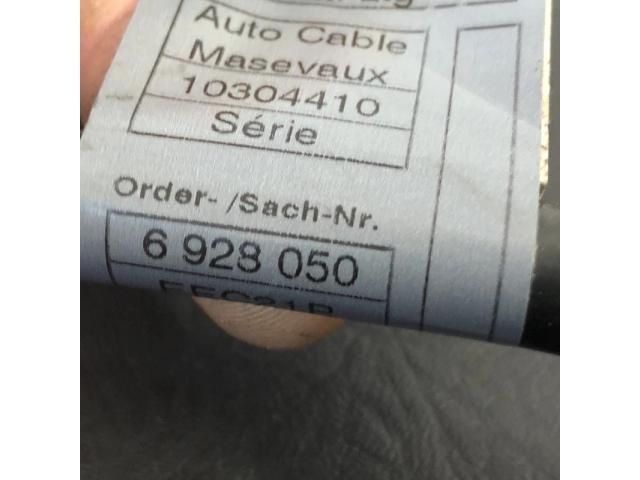 Auto Cable
Masevaux
10304410
Série
Order- /Sach-Nr.
6 928 050